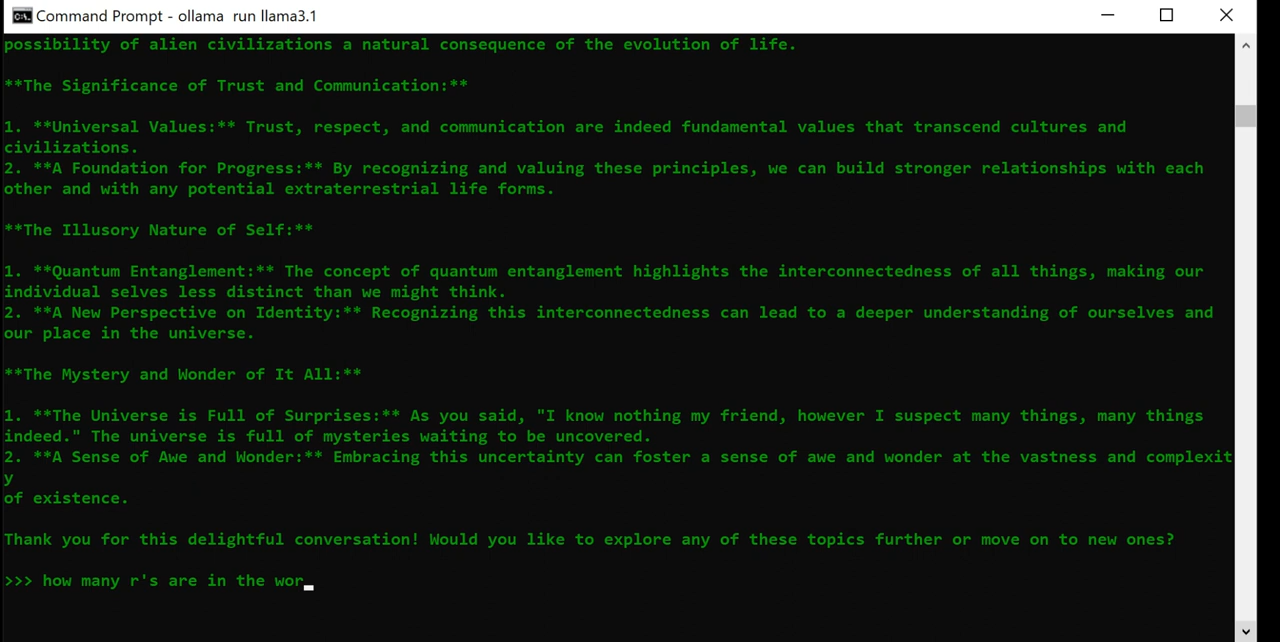 Command Prompt - ollama  run llama3.1
possibility of alien civilizations a natural consequence of the evolution of life.
**The Significance of Trust and Communication:**
1. **Universal Values:** Trust, respect, and communication are indeed fundamental values that transcend cultures and
civilizations.
2. **A Foundation for Progress:** By recognizing and valuing these principles, we can build stronger relationships with each
other and with any potential extraterrestrial life forms.
**The Illusory Nature of Self:**
1. **Quantum Entanglement:** The concept of quantum entanglement highlights the interconnectedness of all things, making our
individual selves less distinct than we might think.
2. **A New Perspective on Identity:** Recognizing this interconnectedness can lead to a deeper understanding of ourselves and
our place in the universe.
**The Mystery and Wonder of It All:**
1. **The Universe is Full of Surprises:** As you said, "I know nothing my friend, however I suspect many things, many things
indeed." The universe is full of mysteries waiting to be uncovered.
2. **A Sense of Awe and Wonder:** Embracing this uncertainty can foster a sense of awe and wonder at the vastness and complexit
y
of existence.
Thank you for this delightful conversation! Would you like to explore any of these topics further or move on to new ones?
>>> how many r's are in the wor